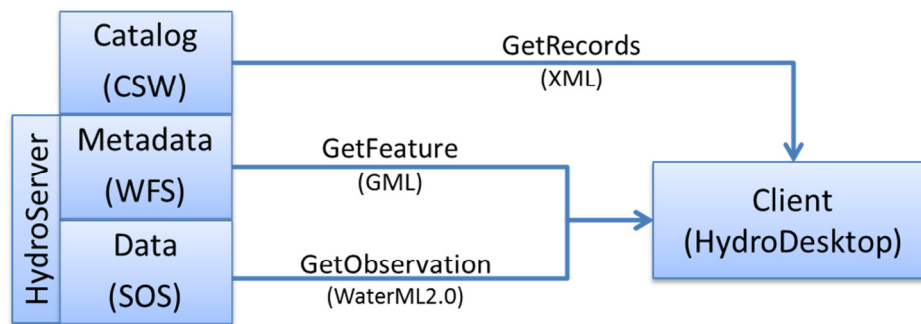 Catalog
(CSW)
GetRecords
(XML)
HydroServer
Metadata
(WFS)
GetFeature
(GML)
Data
(SOS)
GetObservation
(WaterML2.0)
Client
(HydroDesktop)